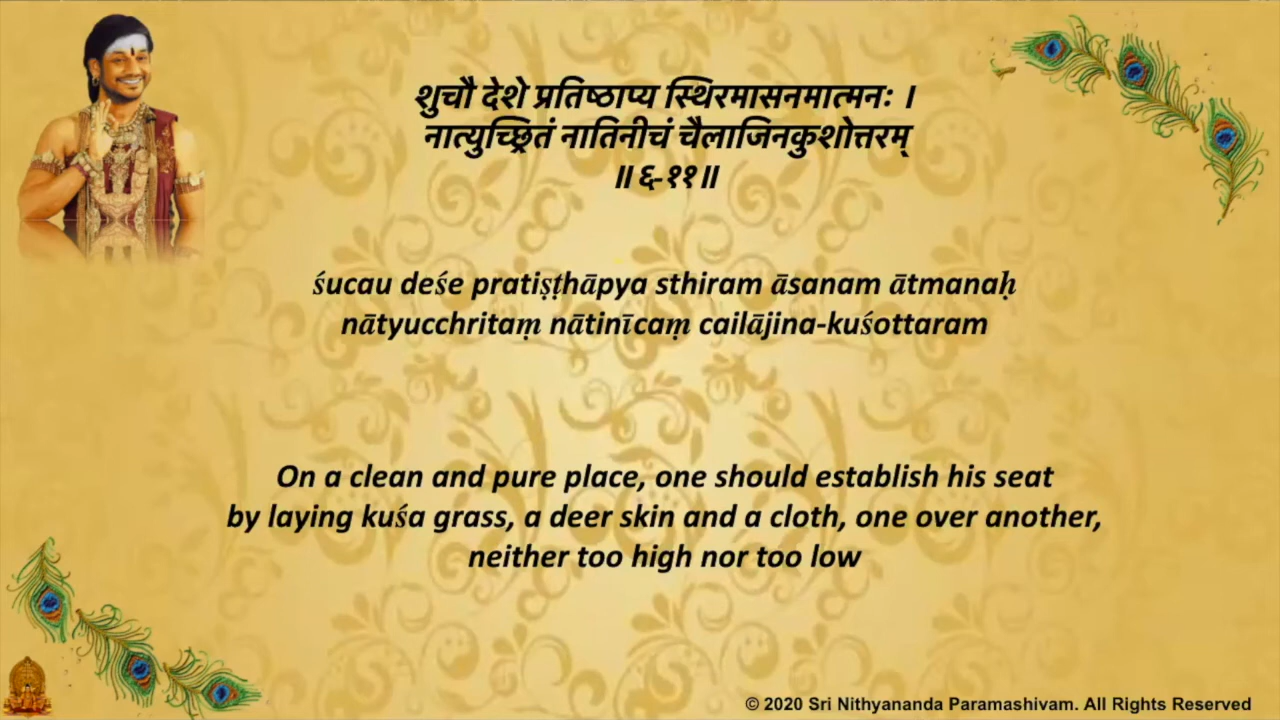 शुचौ देशे प्रतिष्ठाप्य स्थिरमासनमात्मनः ।
नात्युच्छ्रितं नातिनीचं चैलाजिनकुशोत्तरम्
॥ ६-११॥
śucau deśe pratiṣṭhāpya sthiram āsanam ātmanaḥ
nātyucchritaṃ nātinīcaṃ cailājina-kuśottaram
On a clean and pure place, one should establish his seat
by laying kuśa grass, a deer skin and a cloth, one over another,
neither too high nor too low
© 2020 Sri Nithyananda Paramashivam. All Rights Reserved